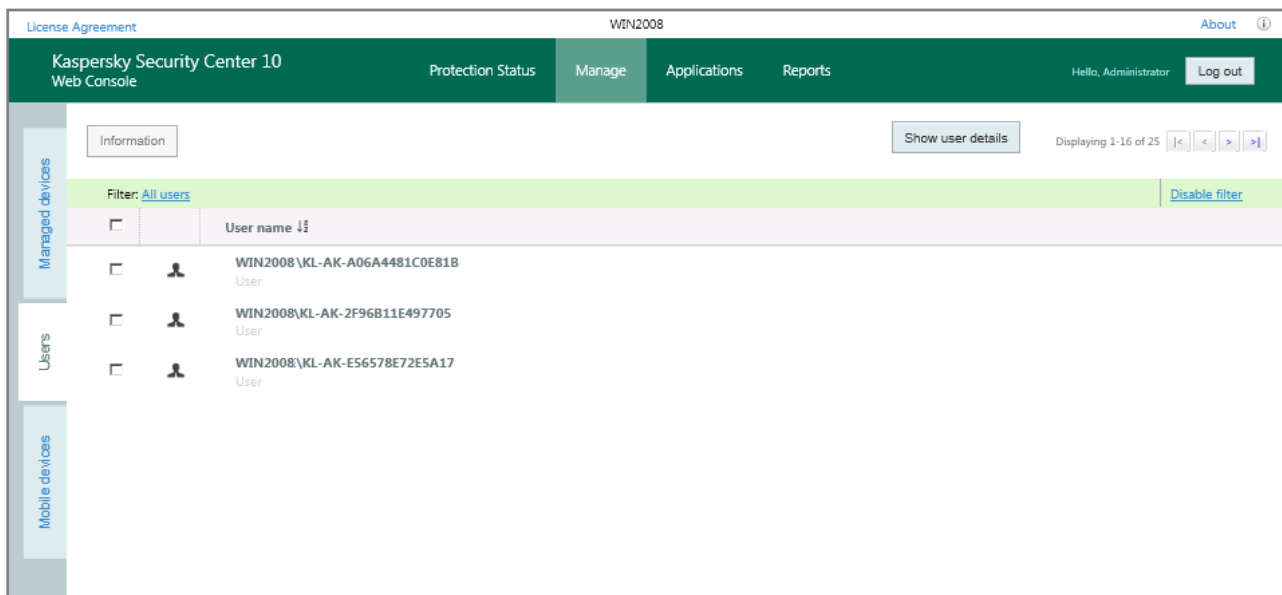 License Agreement
WIN2008
About
Kaspersky Security Center 10
Web Console
Protection Status
Manage
Applications
Reports
Hello, Administrator
Log out
Information
Show user details
Displaying 1-16 of 25 |< < > >|
Filter: All users
Disable filter
User name
WIN2008\KL-AK-A06A4481C0E81B
User
WIN2008\KL-AK-2F96B11E497705
User
WIN2008\KL-AK-E56578E72E5A17
User
Managed devices
Users
Mobile devices